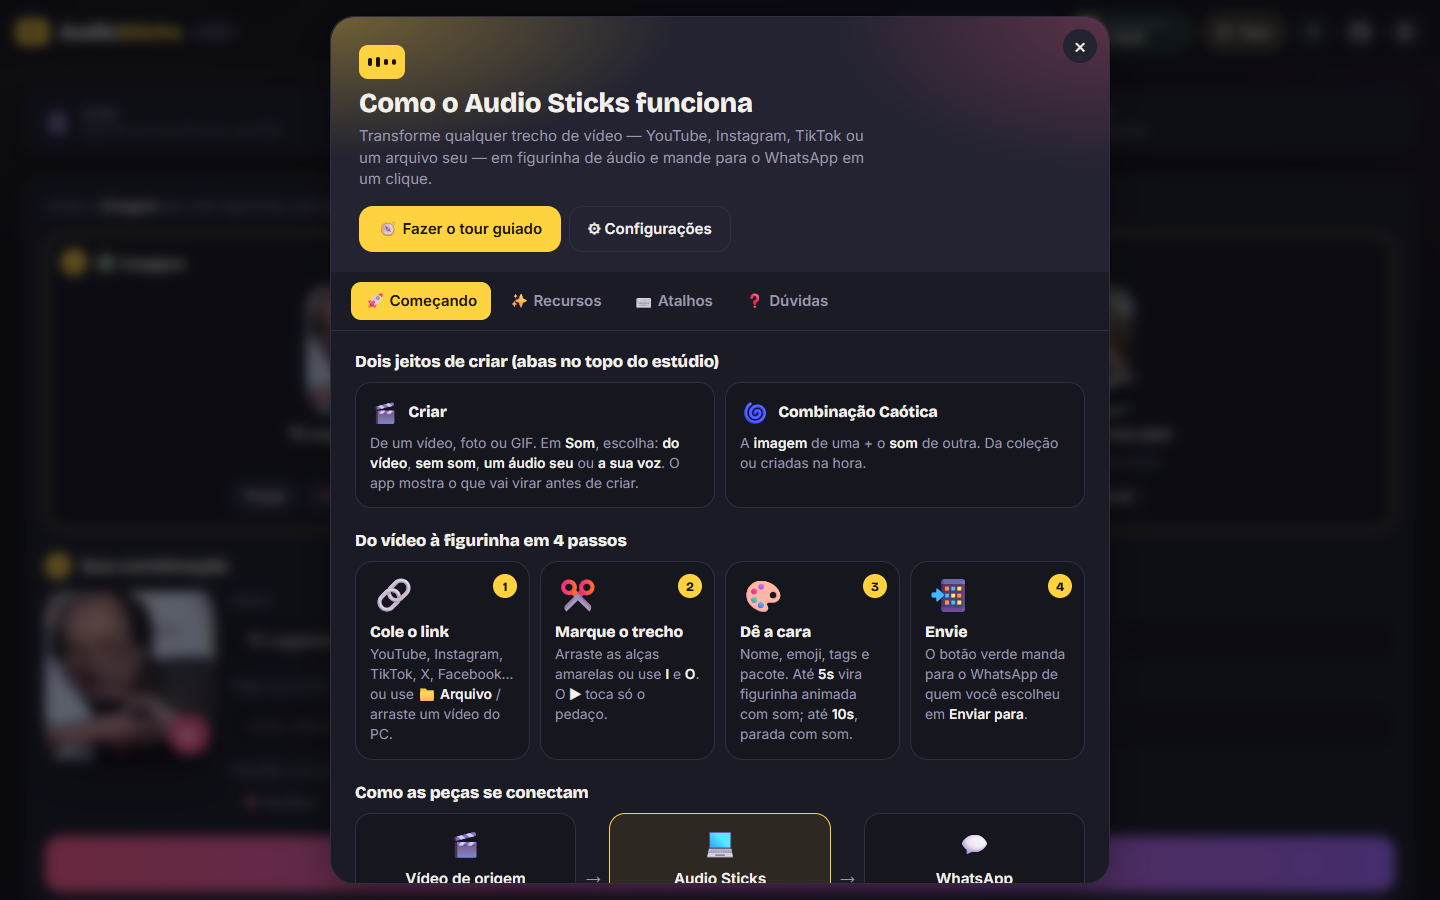 Como o Audio Sticks funciona
Transforme qualquer trecho de vídeo — YouTube, Instagram, TikTok ou
um arquivo seu — em figurinha de áudio e mande para o WhatsApp em
um clique.
Fazer o tour guiado
Configurações
Começando
Recursos
Atalhos
Dúvidas
Dois jeitos de criar (abas no topo do estúdio)
Criar
De um vídeo, foto ou GIF. Em Som, escolha: do
vídeo, sem som, um áudio seu ou a sua voz. O
app mostra o que vai virar antes de criar.
Combinação Caótica
A imagem de uma + o som de outra. Da coleção
ou criadas na hora.
Do vídeo à figurinha em 4 passos
1
Cole o link
YouTube, Instagram,
TikTok, X, Facebook...
ou use Arquivo /
arraste um vídeo do
PC.
2
Marque o trecho
Arraste as alças
amarelas ou use I e O.
O ▶ toca só o
pedaço.
3
Dê a cara
Nome, emoji, tags e
pacote. Até 5s vira
figurinha animada
com som; até 10s,
parada com som.
4
Envie
O botão verde manda
para o WhatsApp de
quem você escolheu
em Enviar para.
Como as peças se conectam
Vídeo de origem
→
Audio Sticks
→
WhatsApp